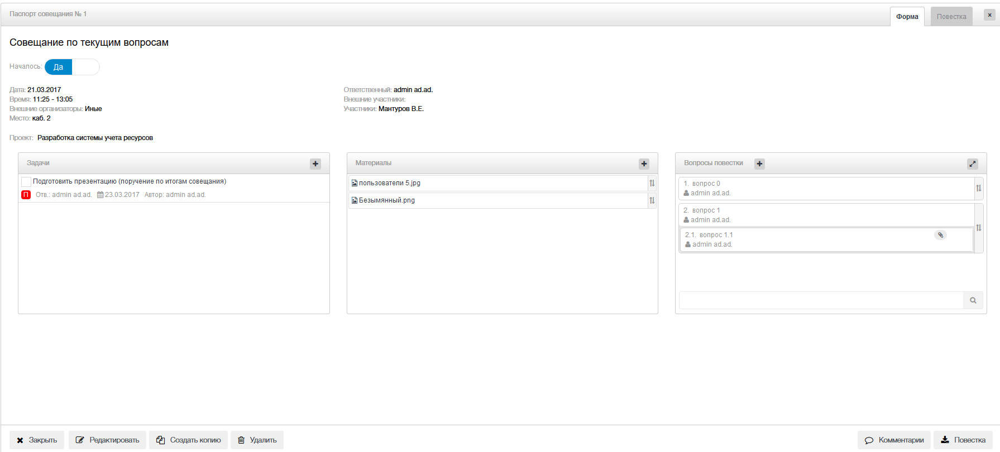 Паспорт совещания № 1
Форма
Повестка
Совещание по текущим вопросам
Началось: Да
Дата: 21.03.2017
Время: 11:25 - 13:05
Внешние организаторы: Иные
Место: каб. 2
Ответственный: admin ad.ad.
Внешние участники:
Участники: Мантуров В.Е.
Проект: Разработка системы учета ресурсов
Задачи
Подготовить презентацию (поручение по итогам совещания)
П Отв.: admin ad.ad. 23.03.2017 Автор: admin ad.ad.
Материалы
пользователи 5.jpg
Безымянный.png
Вопросы повестки
1. вопрос 0
admin ad.ad.
2. вопрос 1
admin ad.ad.
2.1. вопрос 1.1
admin ad.ad.
Закрыть
Редактировать
Создать копию
Удалить
Комментарии
Повестка